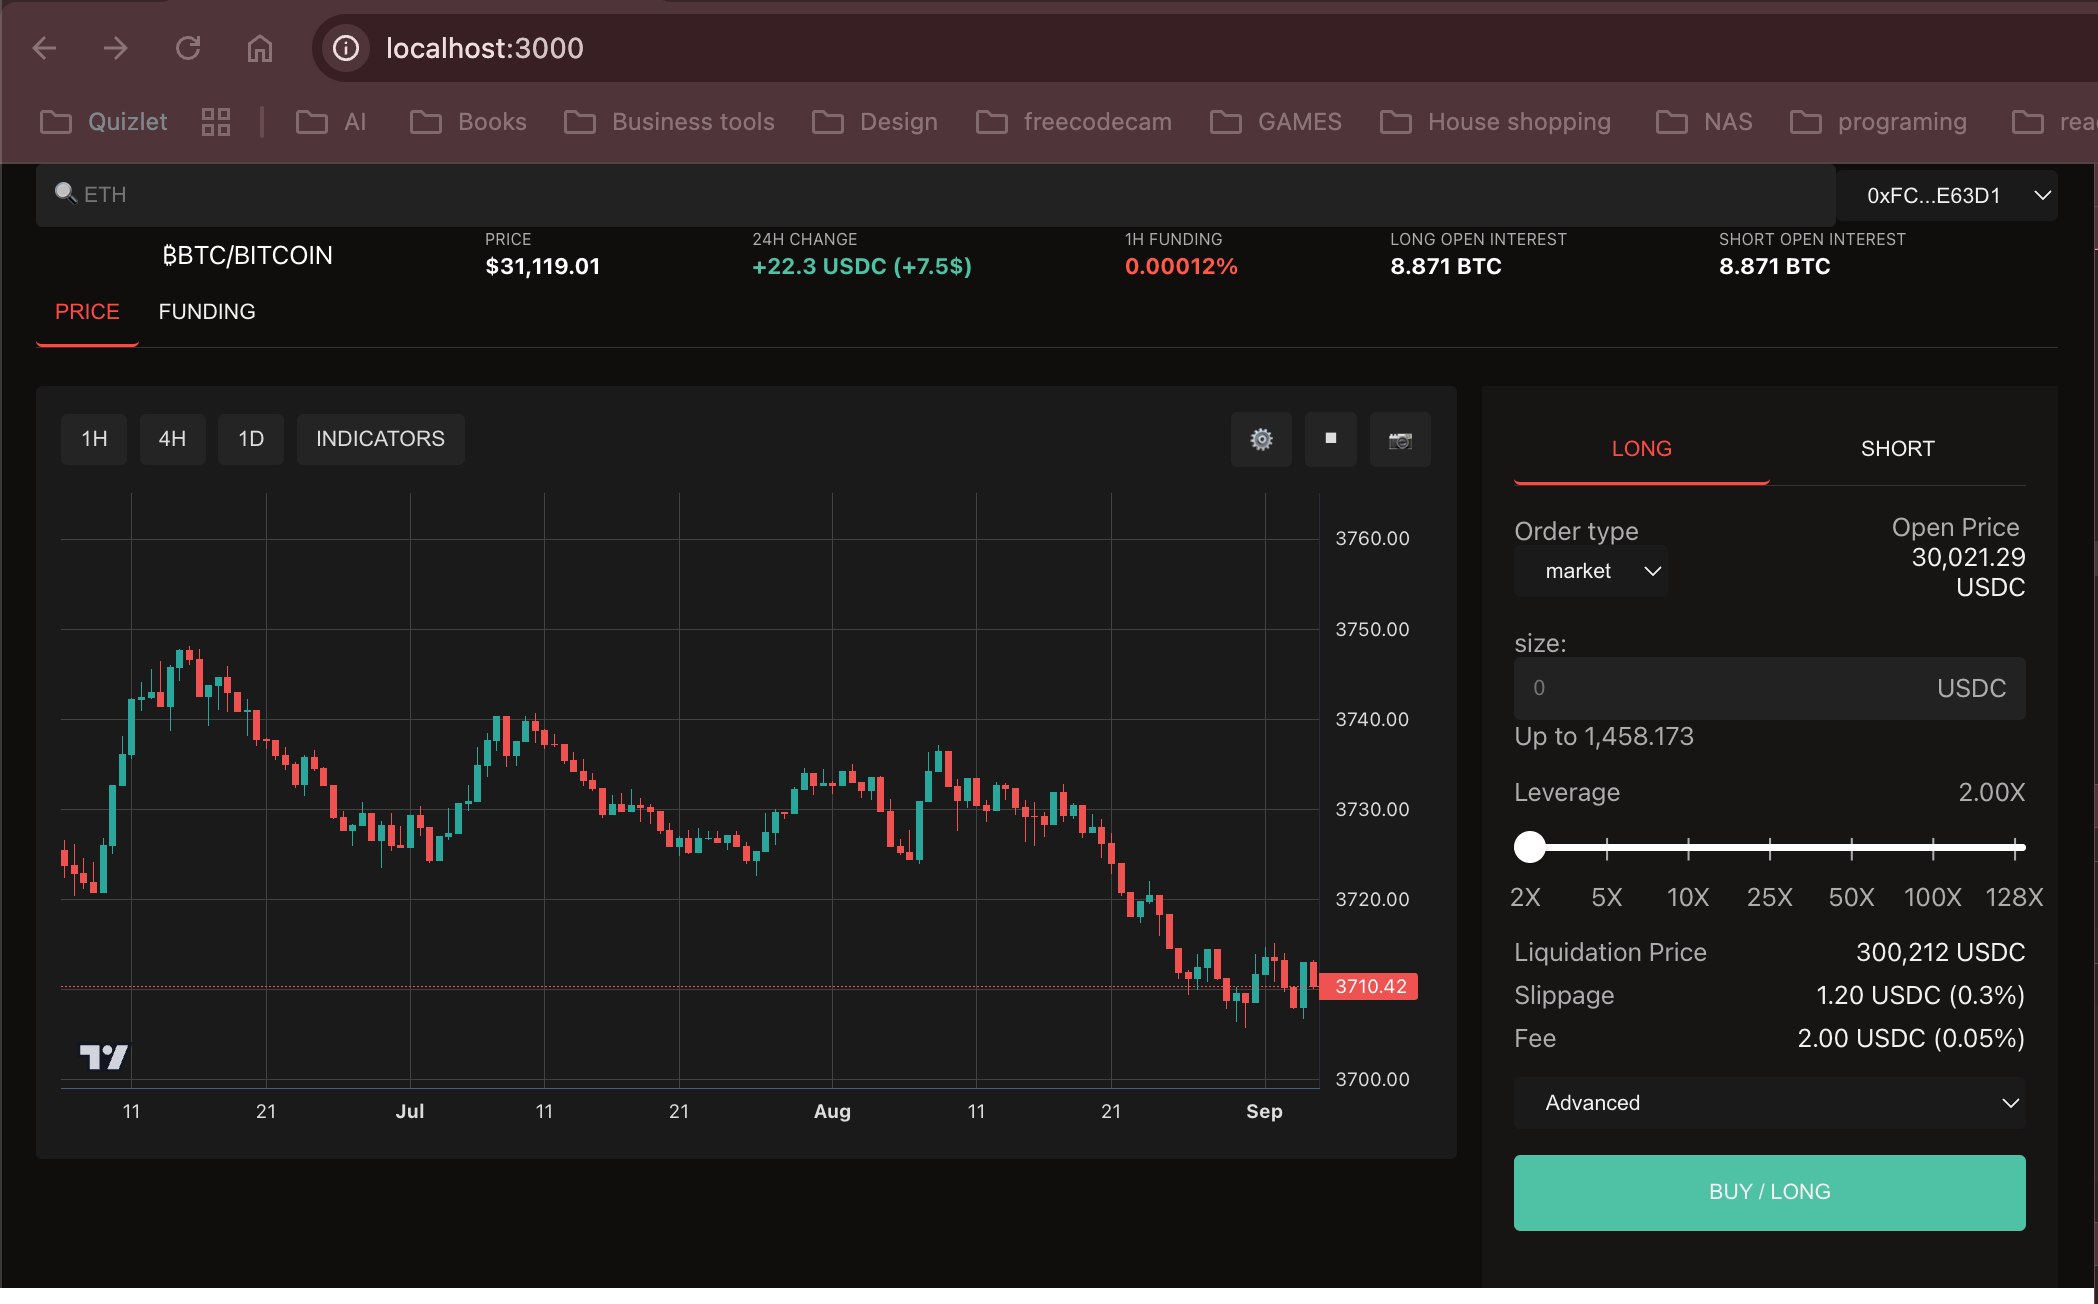 localhost:3000
Quizlet
AI
Books
Business tools
Design
freecodecam
GAMES
House shopping
NAS
programing
ETH
0xFC...E63D1
₿BTC/BITCOIN
PRICE
$31,119.01
24H CHANGE
+22.3 USDC (+7.5$)
1H FUNDING
0.00012%
LONG OPEN INTEREST
8.871 BTC
SHORT OPEN INTEREST
8.871 BTC
PRICE
FUNDING
1H
4H
1D
INDICATORS
3760.00
3750.00
3740.00
3730.00
3720.00
3710.42
3700.00
11
21
Jul
11
21
Aug
11
21
Sep
LONG
SHORT
Order type
market
Open Price
30,021.29
USDC
size:
0
USDC
Up to 1,458.173
Leverage
2.00X
2X
5X
10X
25X
50X
100X
128X
Liquidation Price
300,212 USDC
Slippage
1.20 USDC (0.3%)
Fee
2.00 USDC (0.05%)
Advanced
BUY / LONG